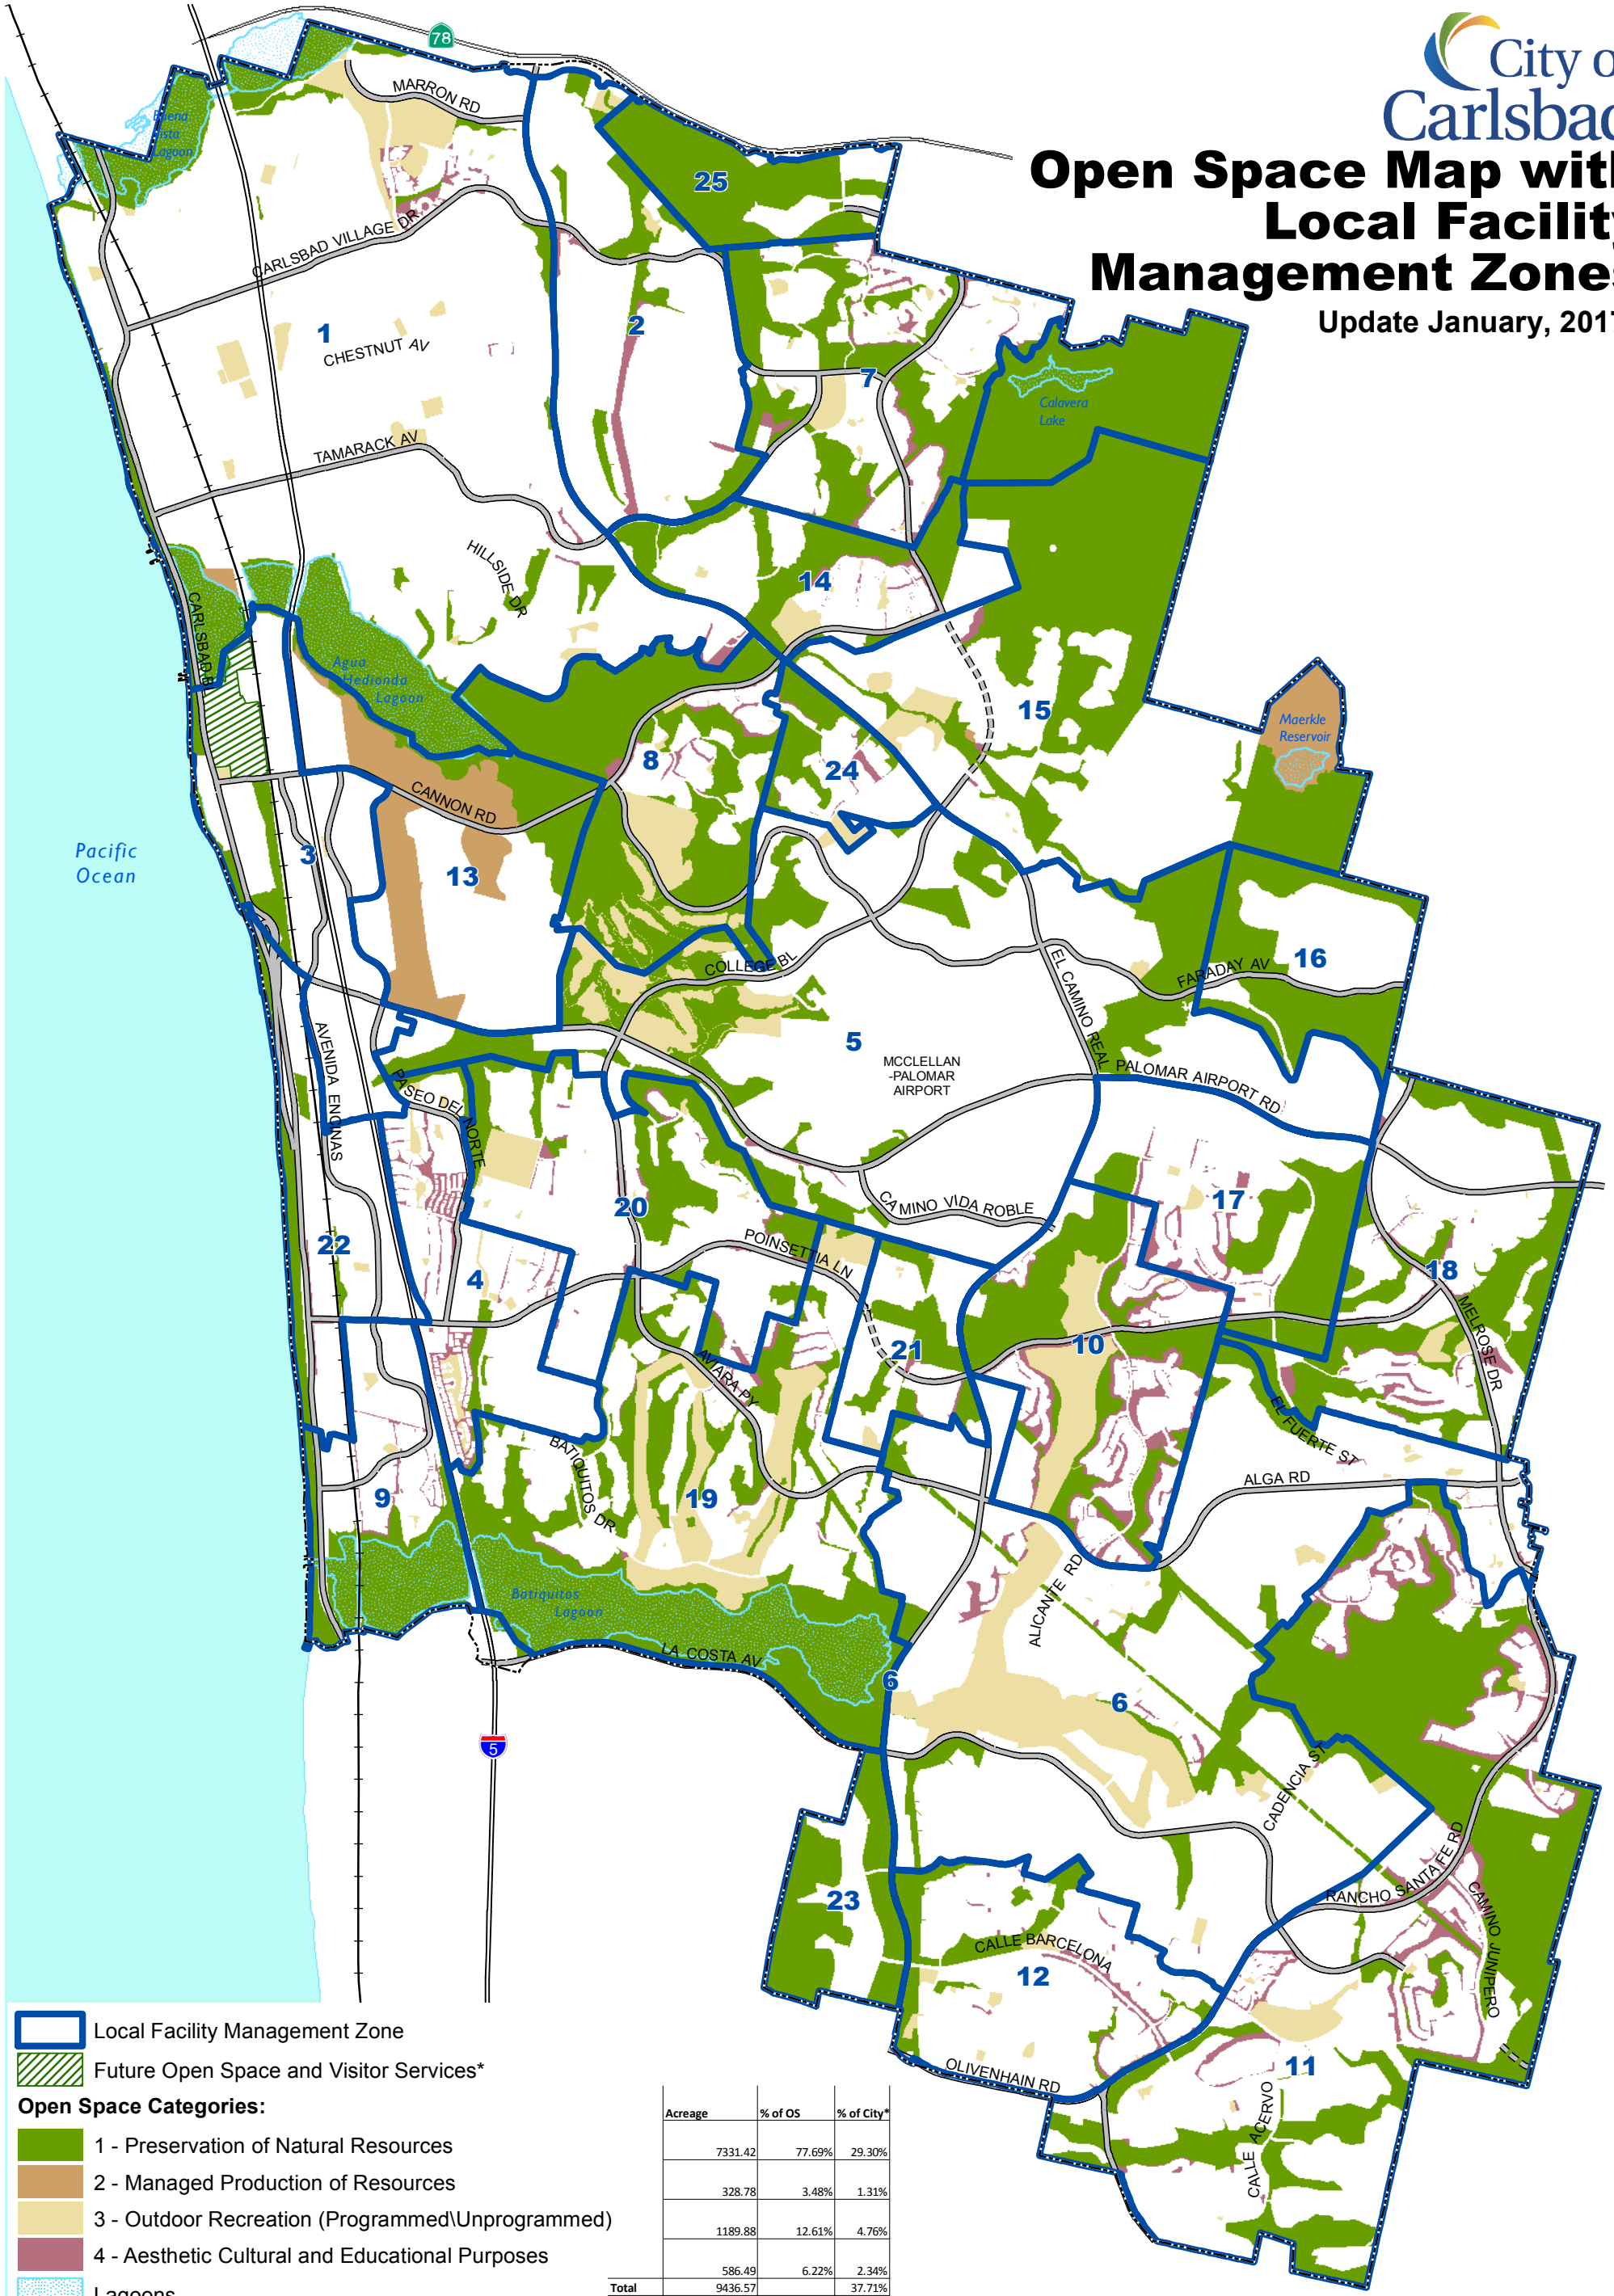 78
City o
Carlsbad
Open Space Map with
Local Facility
Management Zones
Update January, 2017
MARRON RD
Buena
Vista
Lagoon
25
CARLSBAD VILLAGE DR
1
2
CHESTNUT AV
7
Calavera
Lake
TAMARACK AV
HILLSIDE DR
14
CARLSBAD B
Agua
Hedionda
Lagoon
15
Maerkle
Reservoir
8
24
CANNON RD
Pacific
Ocean
3
13
COLLEGE BL
EL CAMINO REAL
FARADAY AV
16
5
AVENIDA ENCINAS
MCCLELLAN
-PALOMAR
AIRPORT
PALOMAR AIRPORT RD
PASEO DEL NORTE
20
CAMINO VIDA ROBLE
17
22
POINSETTIA LN
4
18
21
10
MELROSE DR
AVIARA PY
EL FUERTE ST
BATIQUITOS DR
ALGA RD
9
19
Batiquitos
Lagoon
ALICANTE RD
LA COSTA AV
6
6
5
CADENCIA ST
RANCHO SANTA FE RD
23
CAMINO JUNIPERO
CALLE BARCELONA
12
OLIVENHAIN RD
11
CALLE ACERVO
Local Facility Management Zone
Future Open Space and Visitor Services*
Open Space Categories:
1 - Preservation of Natural Resources
2 - Managed Production of Resources
3 - Outdoor Recreation (Programmed\Unprogrammed)
4 - Aesthetic Cultural and Educational Purposes
Lagoons
Acreage % of OS % of City*
7331.42 77.69% 29.30%
328.78 3.48% 1.31%
1189.88 12.61% 4.76%
586.49 6.22% 2.34%
Total 9436.57 37.71%